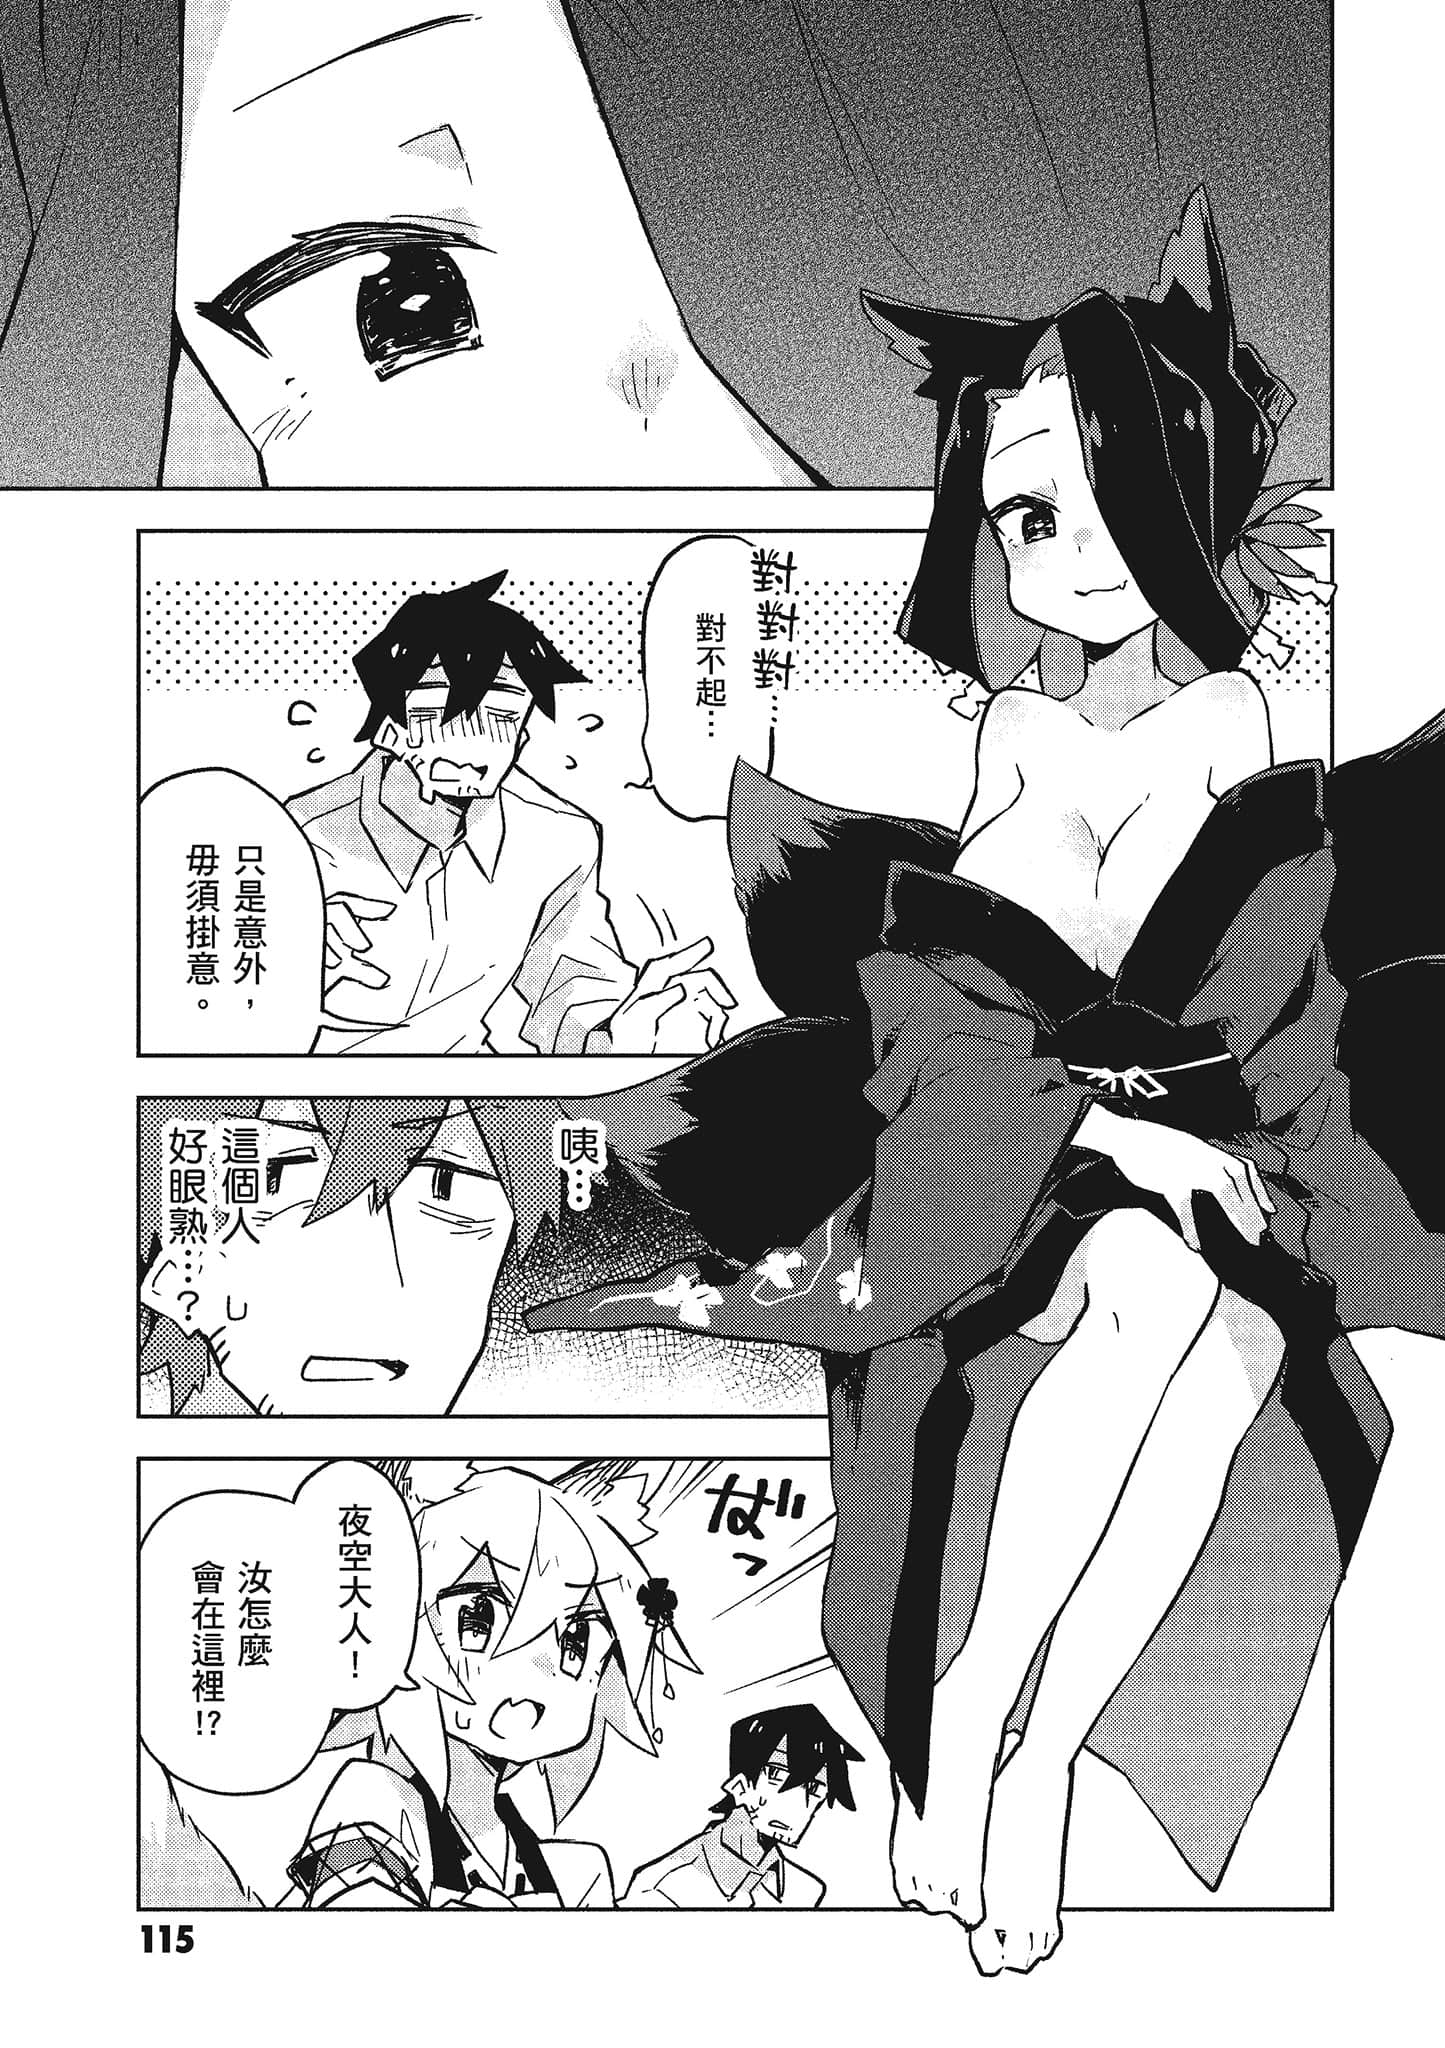 對對對…
對不起…
只是意外，
毋須掛意。
咦…
這個人
好眼熟…？
なっ
夜空大人！
汝怎麼
會在這裡!?
115